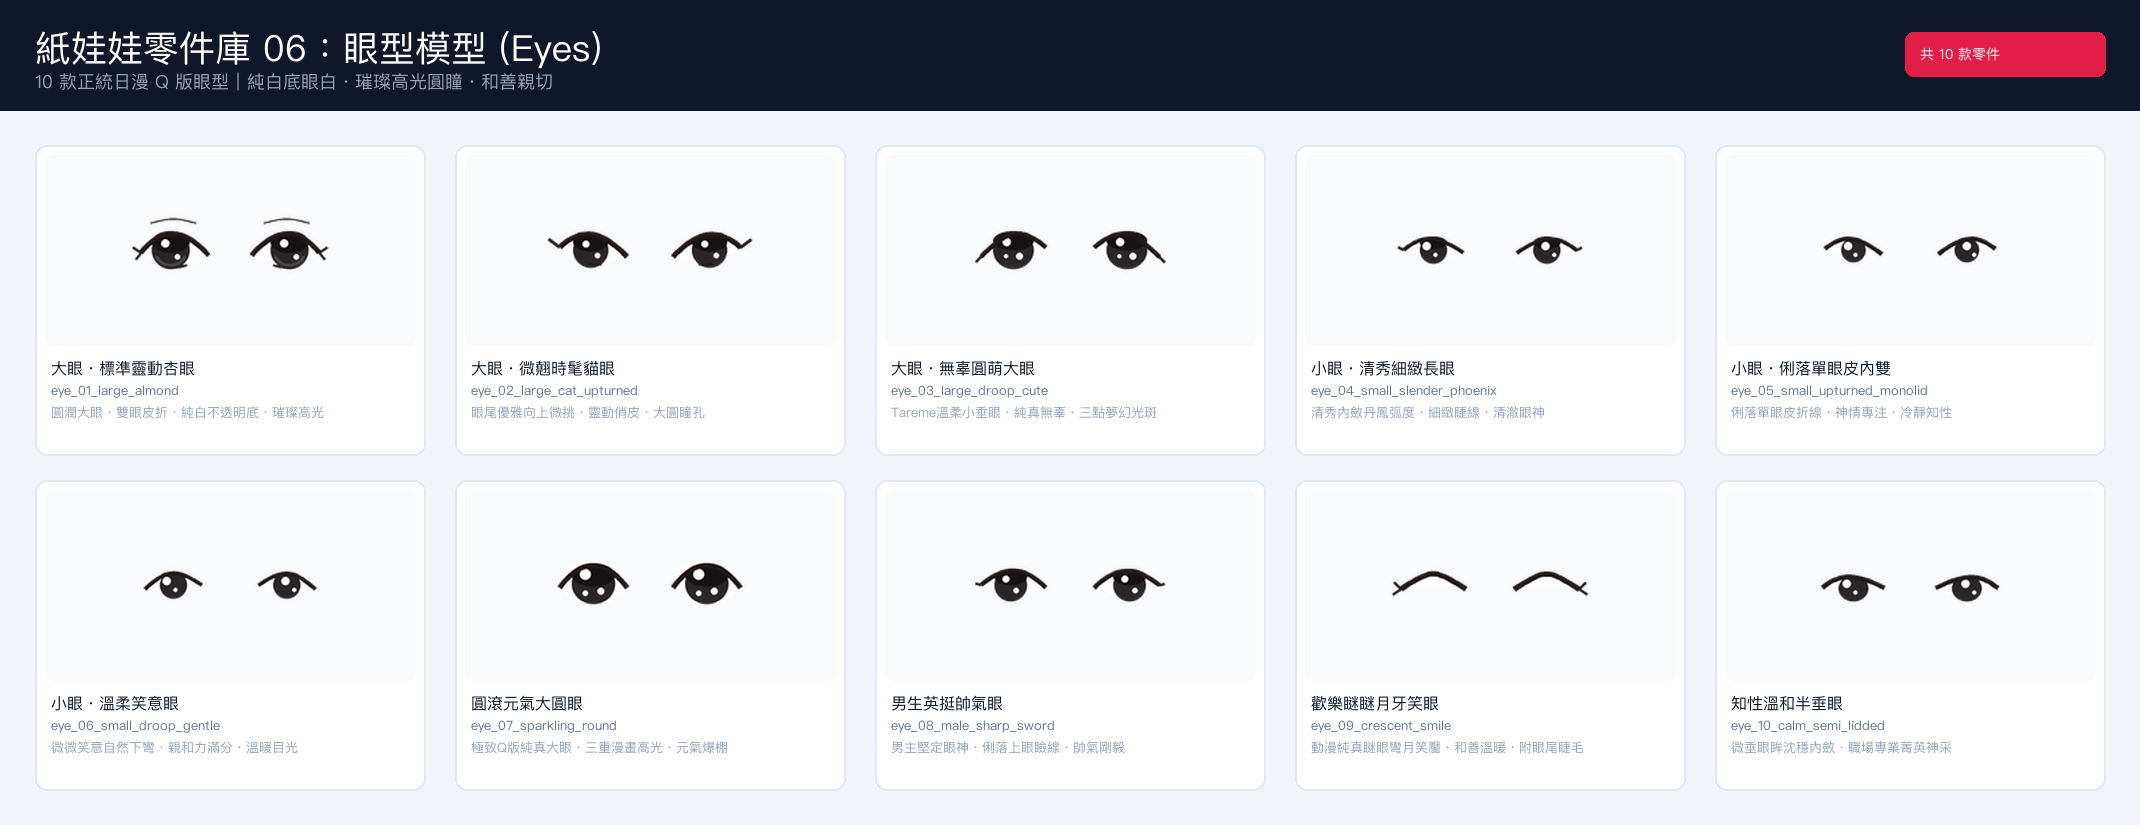 紙娃娃零件庫 06：眼型模型 (Eyes)
10 款正統日漫 Q 版眼型｜純白底眼白・璀璨高光圓瞳・和善親切
共 10 款零件
大眼・標準靈動杏眼
eye_01_large_almond
圓潤大眼・雙眼皮折・純白不透明底・璀璨高光
大眼・微翹時髦貓眼
eye_02_large_cat_upturned
眼尾優雅向上微挑・靈動俏皮・大圓瞳孔
大眼・無辜圓萌大眼
eye_03_large_droop_cute
Tareme溫柔小垂眼・純真無辜・三點夢幻光斑
小眼・清秀細緻長眼
eye_04_small_slender_phoenix
清秀內斂丹鳳弧度・細緻睫線・清澈眼神
小眼・俐落單眼皮內雙
eye_05_small_upturned_monolid
俐落單眼皮折線・神情專注・冷靜知性
小眼・溫柔笑意眼
eye_06_small_droop_gentle
微微笑意自然下彎・親和力滿分・溫暖目光
圓滾元氣大圓眼
eye_07_sparkling_round
極致Q版純真大眼・三重漫畫高光・元氣爆棚
男生英挺帥氣眼
eye_08_male_sharp_sword
男主堅定眼神・俐落上眼瞼線・帥氣剛毅
歡樂瞇瞇月牙笑眼
eye_09_crescent_smile
動漫純真瞇眼彎月笑靨・和善溫暖・附眼尾睫毛
知性溫和半垂眼
eye_10_calm_semi_lidded
微垂眼眸沈穩內斂・職場專業菁英神采